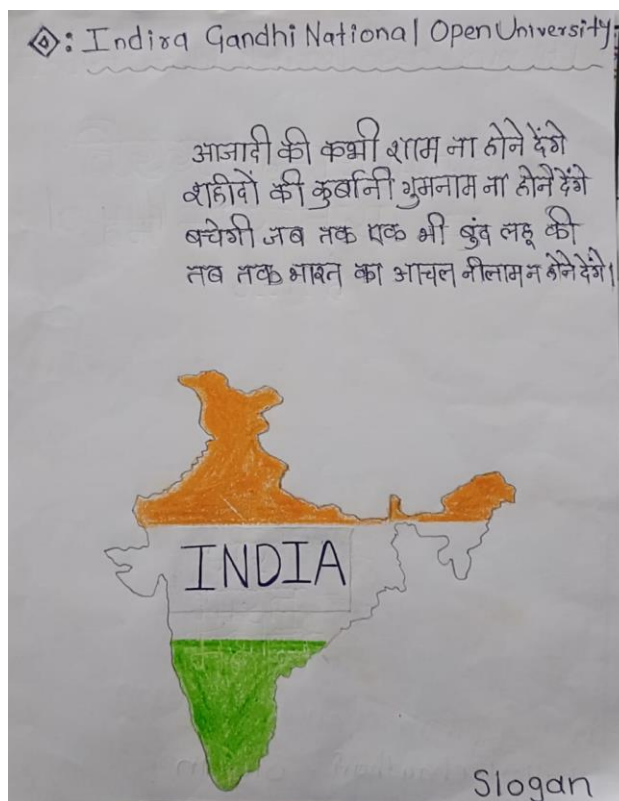 Indira Gandhi National Open University
आजादी की कभी शाम ना होने देंगे
शहीदों की कुर्बानी गुमनाम ना होने देंगे
बचेगी जब तक एक भी बुंद लहू की
तब तक भारत का आचल नीलाम न होने देंगे।
INDIA
Slogan